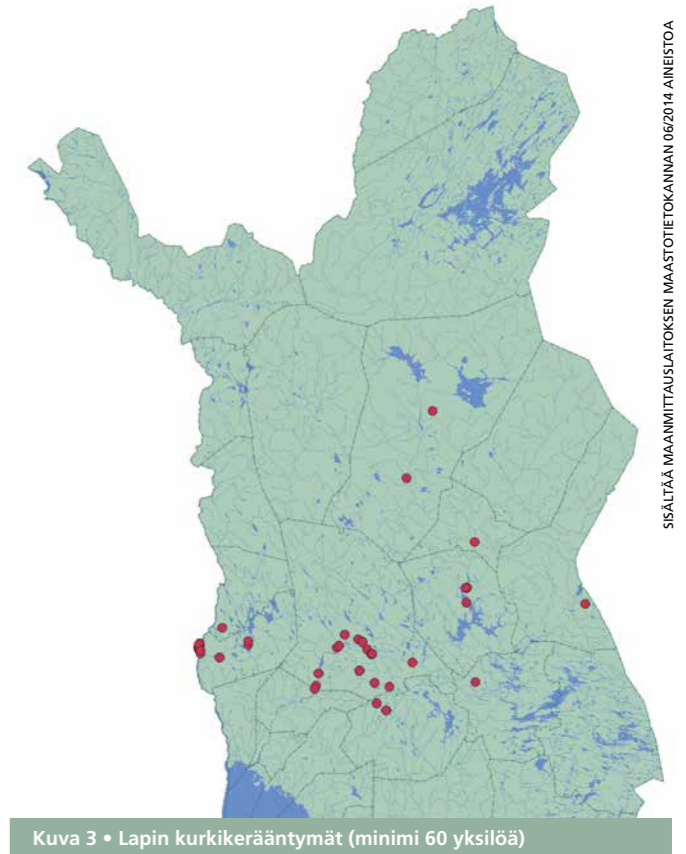 SISÄLTÄÄ MAANMITTAUSLAITOKSEN MAASTOTIETOKANNAN 06/2014 AINEISTOA
Kuva 3 • Lapin kurkikerääntymät (minimi 60 yksilöä)